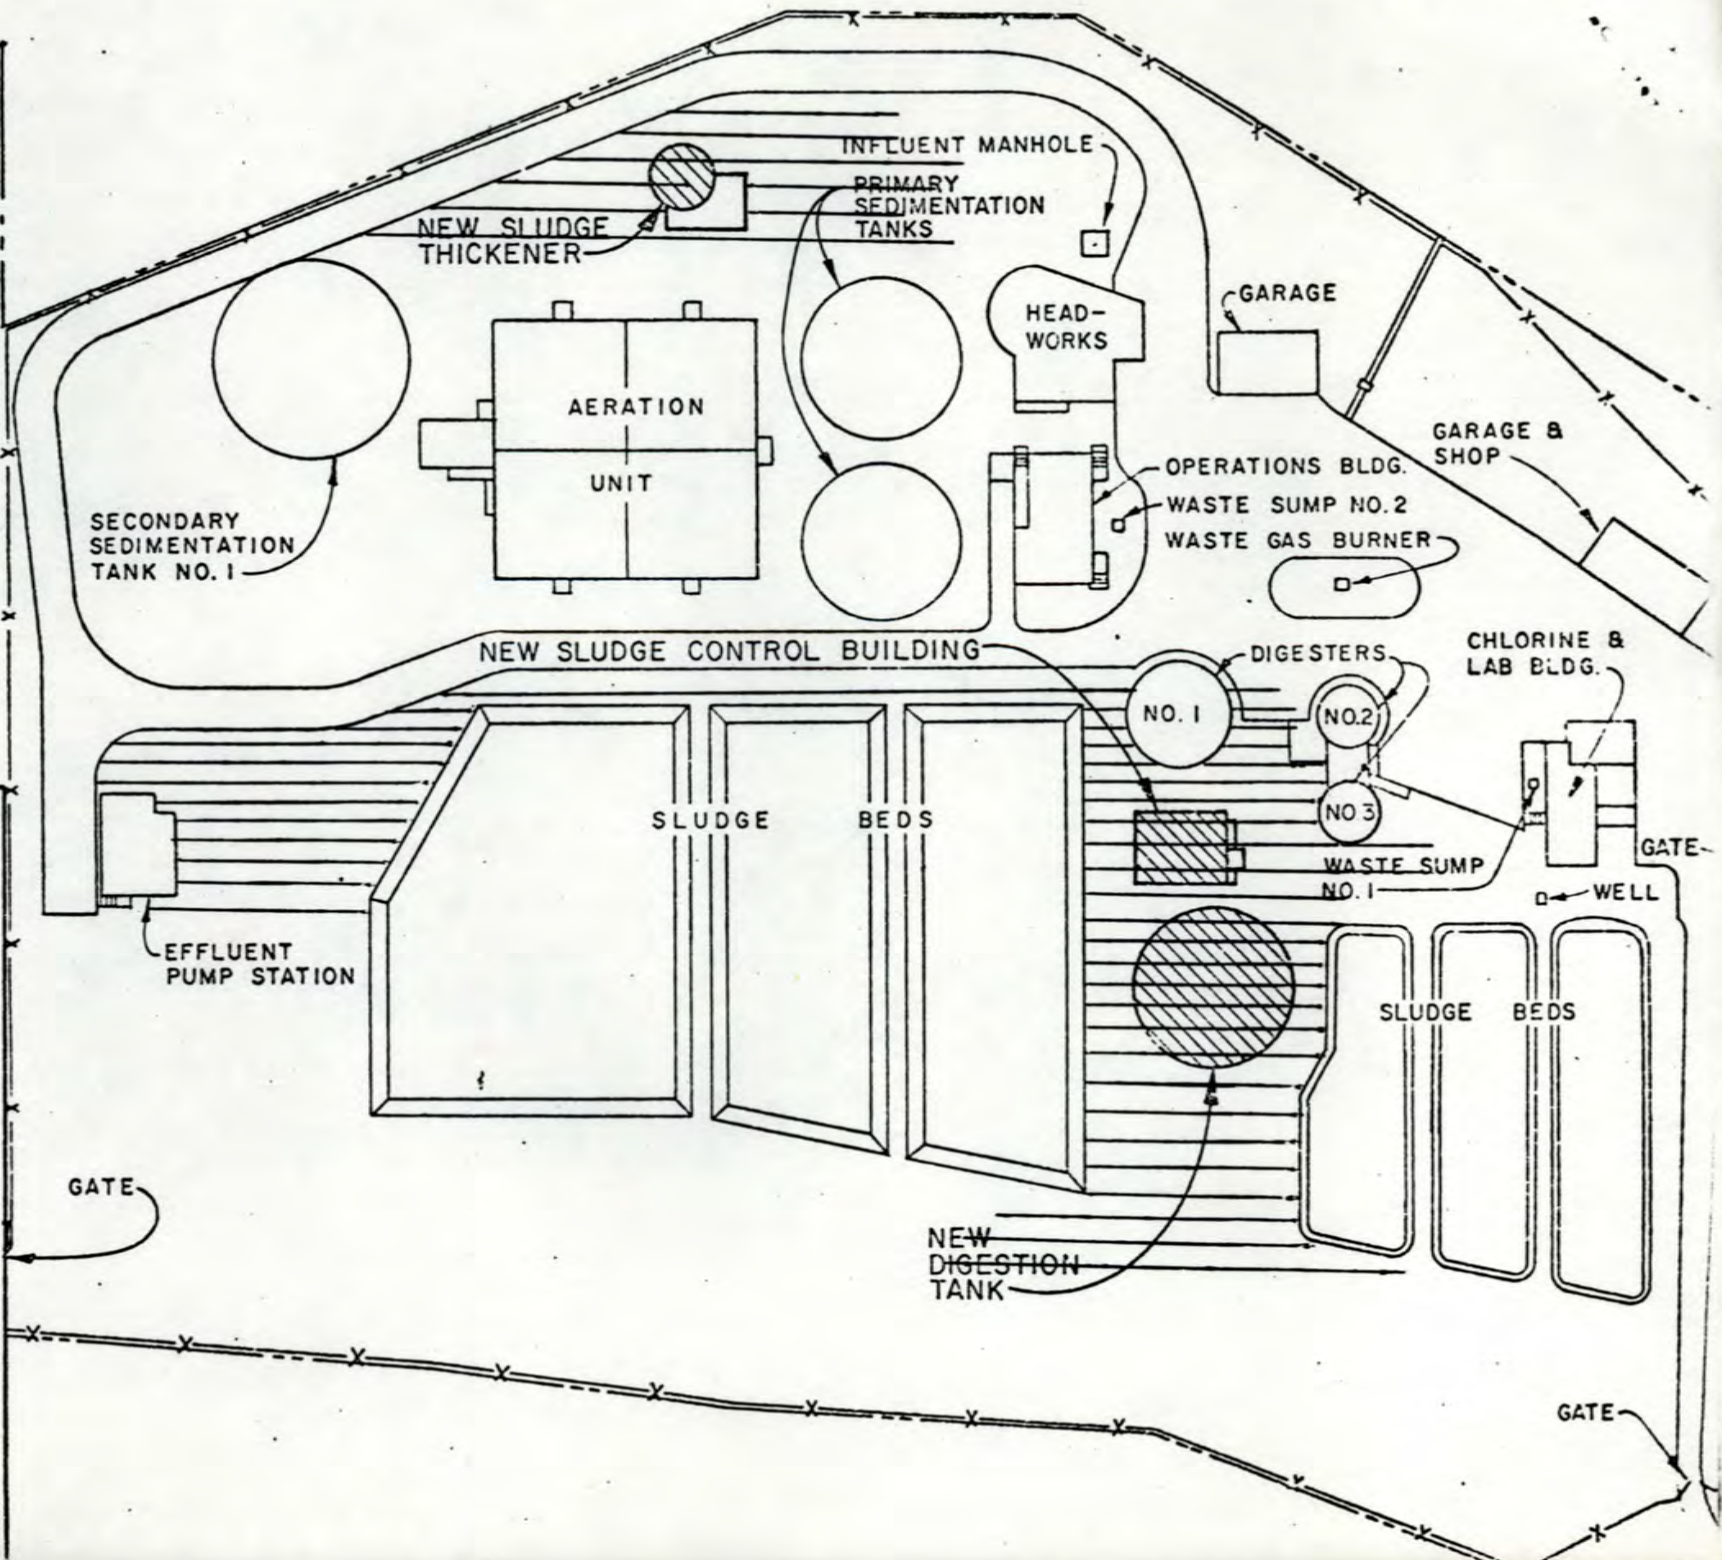 INFLUENT MANHOLE
PRIMARY
SEDIMENTATION
TANKS
NEW SLUDGE
THICKENER
HEAD-
WORKS
GARAGE
AERATION
UNIT
GARAGE &
SHOP
OPERATIONS BLDG.
WASTE SUMP NO. 2
WASTE GAS BURNER
SECONDARY
SEDIMENTATION
TANK NO. 1
NEW SLUDGE CONTROL BUILDING
DIGESTERS
CHLORINE &
LAB BLDG.
NO. 1
NO. 2
NO. 3
SLUDGE BEDS
GATE
WASTE SUMP
NO. 1
WELL
EFFLUENT
PUMP STATION
SLUDGE BEDS
GATE
NEW
DIGESTION
TANK
GATE